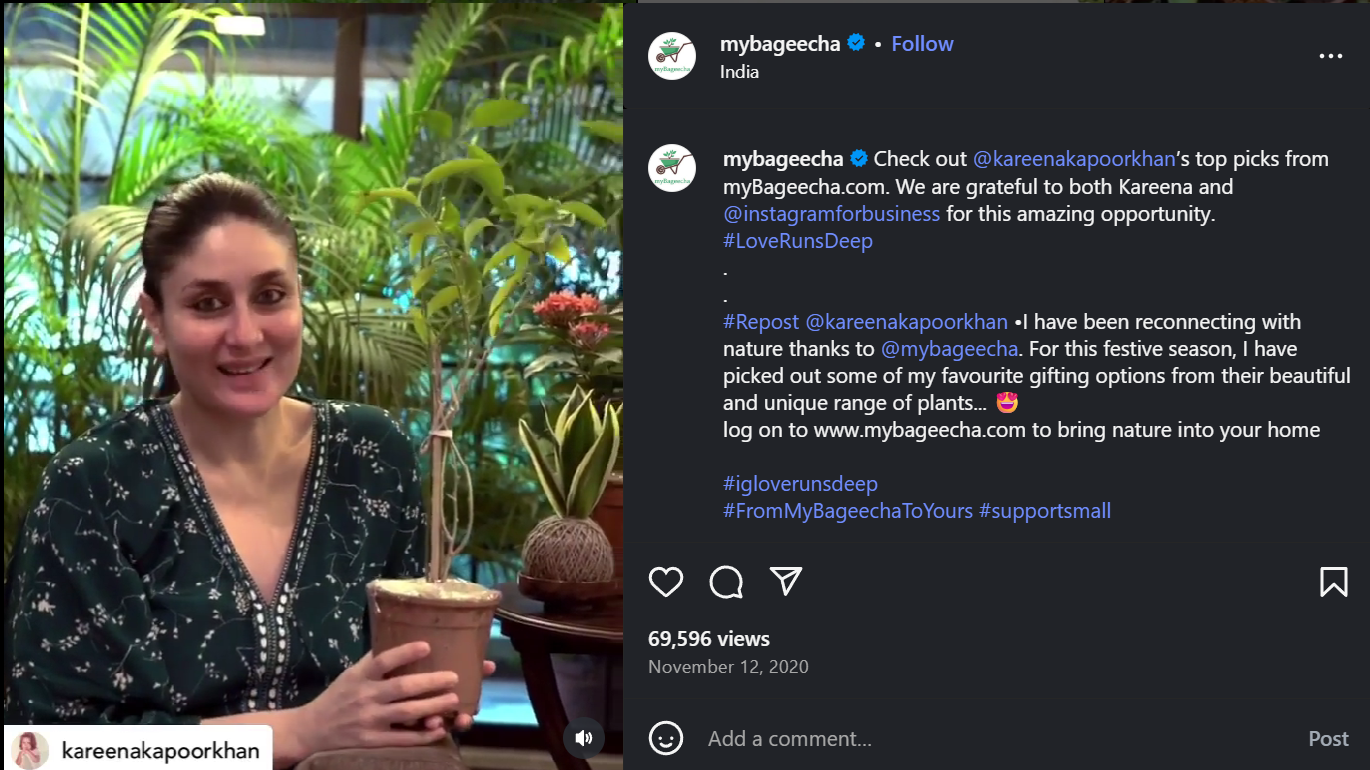 kareenakapoorkhan
mybageecha • Follow
India
myBageecha
mybageecha Check out @kareenakapoorkhan’s top picks from
myBageecha.com. We are grateful to both Kareena and
@instagramforbusiness for this amazing opportunity.
#LoveRunsDeep
.
.
#Repost @kareenakapoorkhan •I have been reconnecting with
nature thanks to @mybageecha. For this festive season, I have
picked out some of my favourite gifting options from their beautiful
and unique range of plants... 😍
log on to www.mybageecha.com to bring nature into your home
#igloverunsdeep
#FromMyBageechaToYours #supportsmall
myBageecha
69,596 views
November 12, 2020
Add a comment...
Post